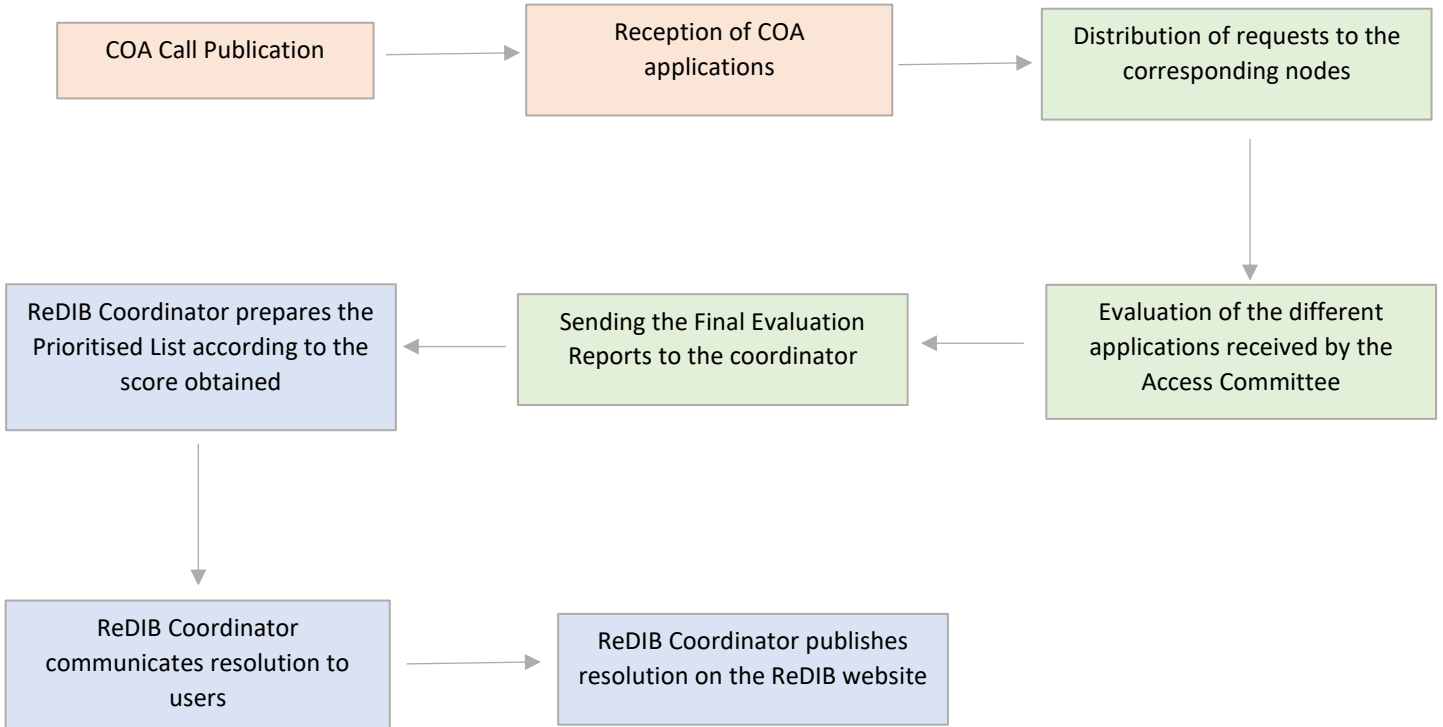 COA Call Publication
Reception of COA
applications
Distribution of requests to the
corresponding nodes
Evaluation of the different
applications received by the
Access Committee
Sending the Final Evaluation
Reports to the coordinator
ReDIB Coordinator prepares the
Prioritised List according to the
score obtained
ReDIB Coordinator
communicates resolution to
users
ReDIB Coordinator publishes
resolution on the ReDIB website